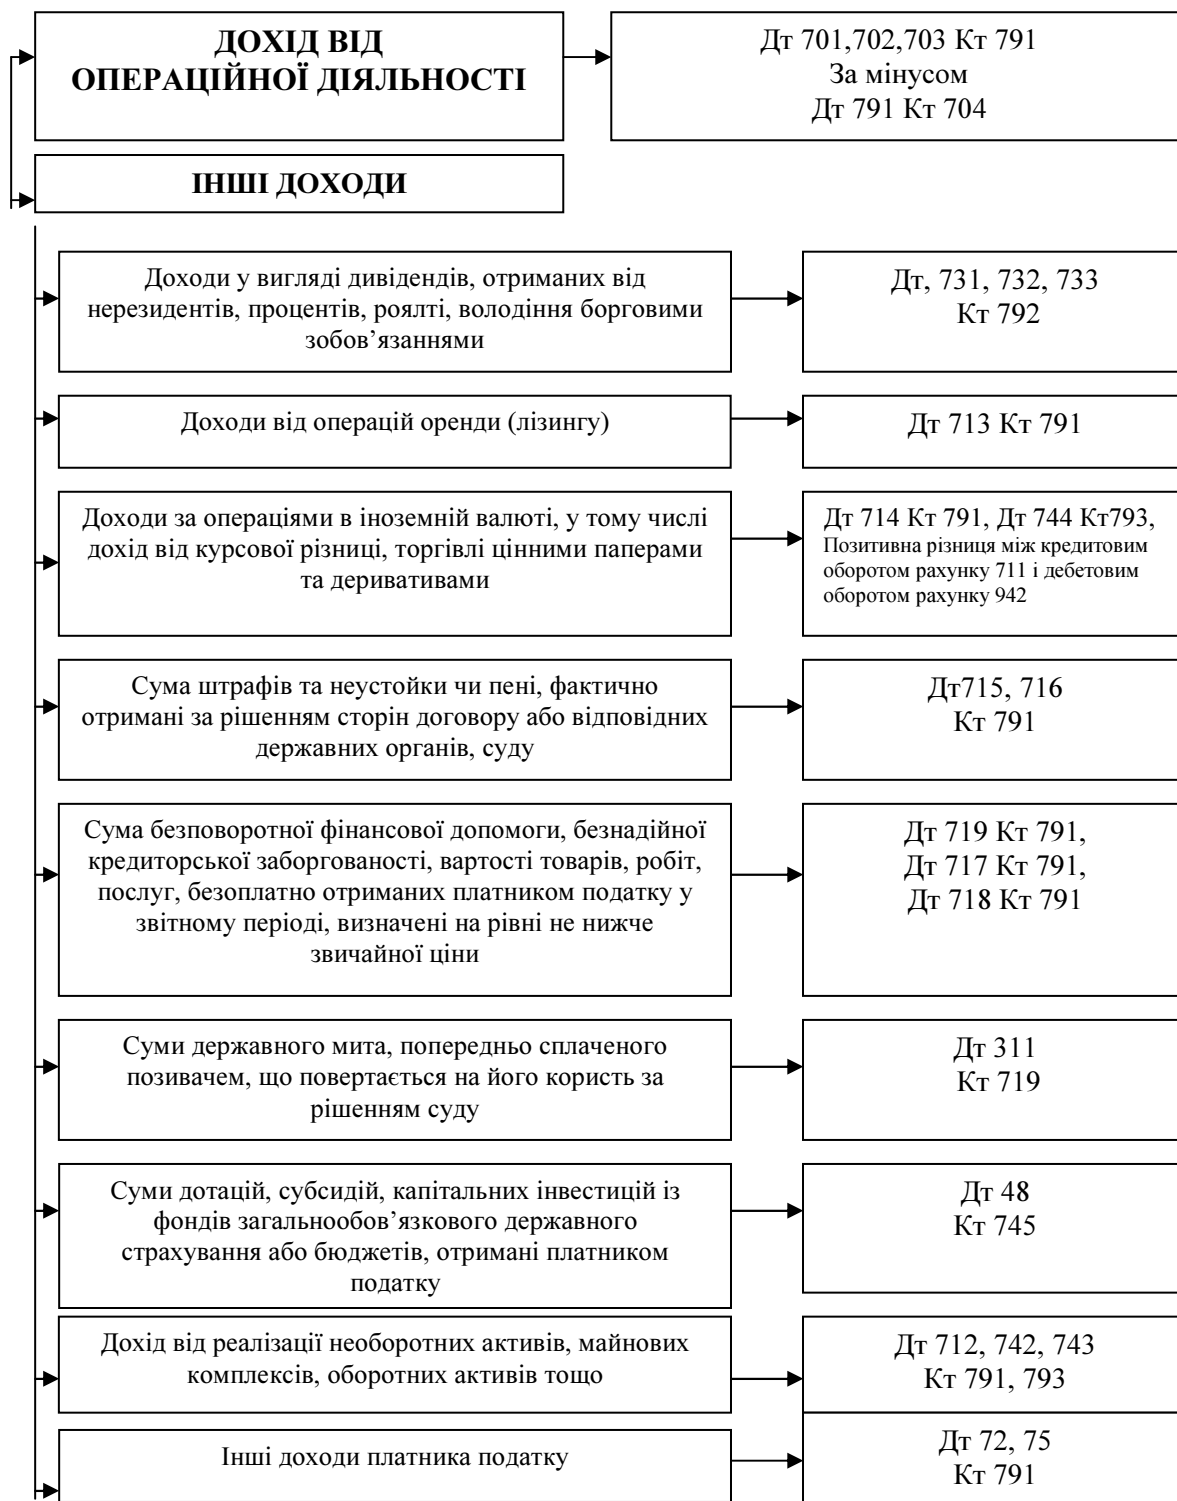 ДОХІД ВІД
ОПЕРАЦІЙНОЇ ДІЯЛЬНОСТІ
Дт 701,702,703 Кт 791
За мінусом
Дт 791 Кт 704
ІНШІ ДОХОДИ
Доходи у вигляді дивідендів, отриманих від
нерезидентів, процентів, роялті, володіння борговими
зобов’язаннями
Дт, 731, 732, 733
Кт 792
Доходи від операцій оренди (лізингу)
Дт 713 Кт 791
Доходи за операціями в іноземній валюті, у тому числі
дохід від курсової різниці, торгівлі цінними паперами
та деривативами
Дт 714 Кт 791, Дт 744 Кт793,
Позитивна різниця між кредитовим
оборотом рахунку 711 і дебетовим
оборотом рахунку 942
Сума штрафів та неустойки чи пені, фактично
отримані за рішенням сторін договору або відповідних
державних органів, суду
Дт715, 716
Кт 791
Сума безповоротної фінансової допомоги, безнадійної
кредиторської заборгованості, вартості товарів, робіт,
послуг, безоплатно отриманих платником податку у
звітному періоді, визначені на рівні не нижче
звичайної ціни
Дт 719 Кт 791,
Дт 717 Кт 791,
Дт 718 Кт 791
Суми державного мита, попередньо сплаченого
позивачем, що повертається на його користь за
рішенням суду
Дт 311
Кт 719
Суми дотацій, субсидій, капітальних інвестицій із
фондів загальнообов’язкового державного
страхування або бюджетів, отримані платником
податку
Дт 48
Кт 745
Дохід від реалізації необоротних активів, майнових
комплексів, оборотних активів тощо
Дт 712, 742, 743
Кт 791, 793
Інші доходи платника податку
Дт 72, 75
Кт 791